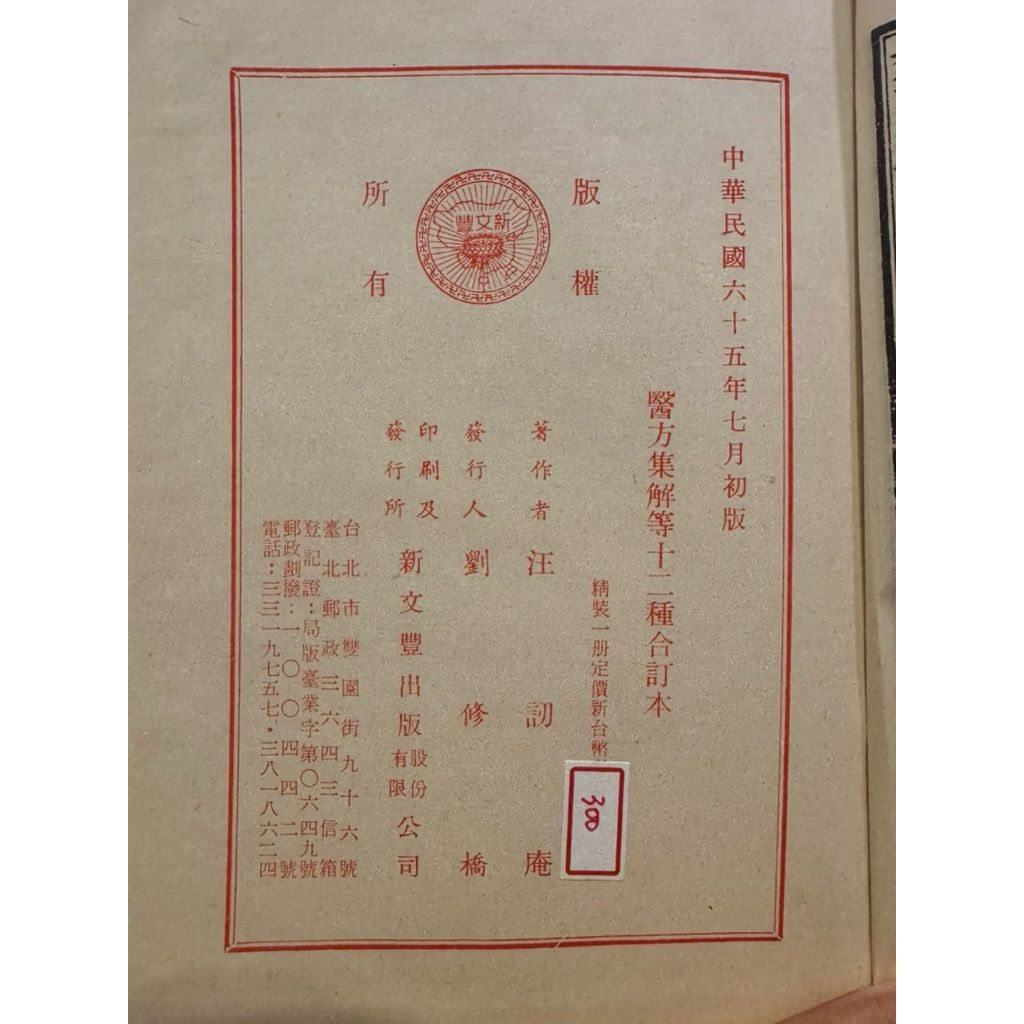 中華民國六十五年七月初版
醫方集解等十二種合訂本
精裝一册定價新台幣
300
版權
所有
新文豐
著作者 汪訒庵
發行人 劉修橋
印刷及
發行所 新文豐出版股份有限公司
台北市雙園街九十六號
臺北郵政三六四三信箱
登記證：局版臺業字第〇六四九號
郵政劃撥：一〇〇四四二號
電話：三三一九七五七・三八一八六二四